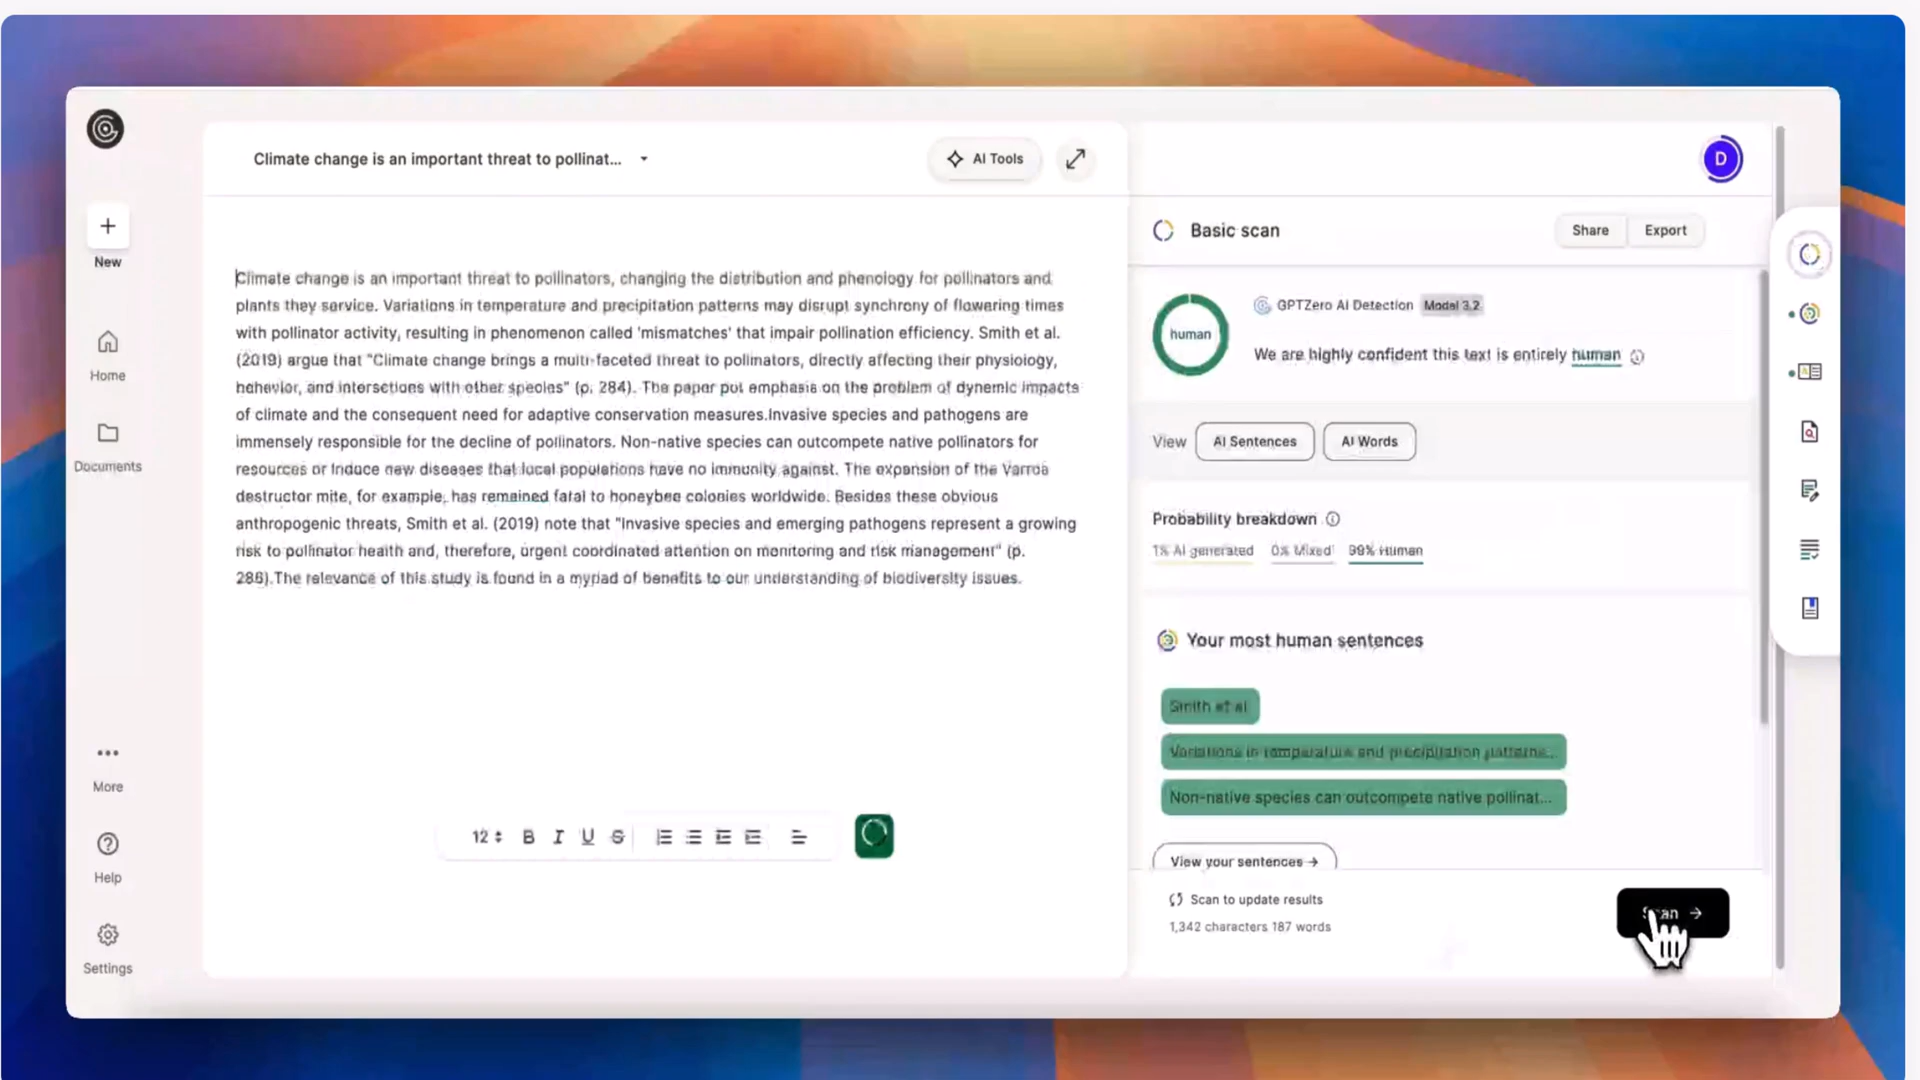 Climate change is an important threat to pollinat...
AI Tools
D
New
Basic scan
Share
Export
Climate change is an important threat to pollinators, changing the distribution and phenology for pollinators and
plants they service. Variations in temperature and precipitation patterns may disrupt synchrony of flowering times
with pollinator activity, resulting in phenomenon called 'mismatches' that impair pollination efficiency. Smith et al.
(2019) argue that "Climate change brings a multi-faceted threat to pollinators, directly affecting their physiology,
behavior, and interactions with other species" (p. 284). The paper put emphasis on the problem of dynamic impacts
of climate and the consequent need for adaptive conservation measures.Invasive species and pathogens are
immensely responsible for the decline of pollinators. Non-native species can outcompete native pollinators for
resources or induce new diseases that local populations have no immunity against. The expansion of the Varroa
destructor mite, for example, has remained fatal to honeybee colonies worldwide. Besides these obvious
anthropogenic threats, Smith et al. (2019) note that "Invasive species and emerging pathogens represent a growing
risk to pollinator health and, therefore, urgent coordinated attention on monitoring and risk management" (p.
286).The relevance of this study is found in a myriad of benefits to our understanding of biodiversity issues.
human
GPTZero AI Detection Model 3.2
We are highly confident this text is entirely human
Home
Documents
View AI Sentences AI Words
Probability breakdown
1% AI generated 0% Mixed 99% Human
Your most human sentences
Smith et al
Variations in temperature and precipitation patterns...
Non-native species can outcompete native pollinat...
View your sentences →
More
Help
Settings
12 B I U S
Scan to update results
1,342 characters 187 words
Scan →